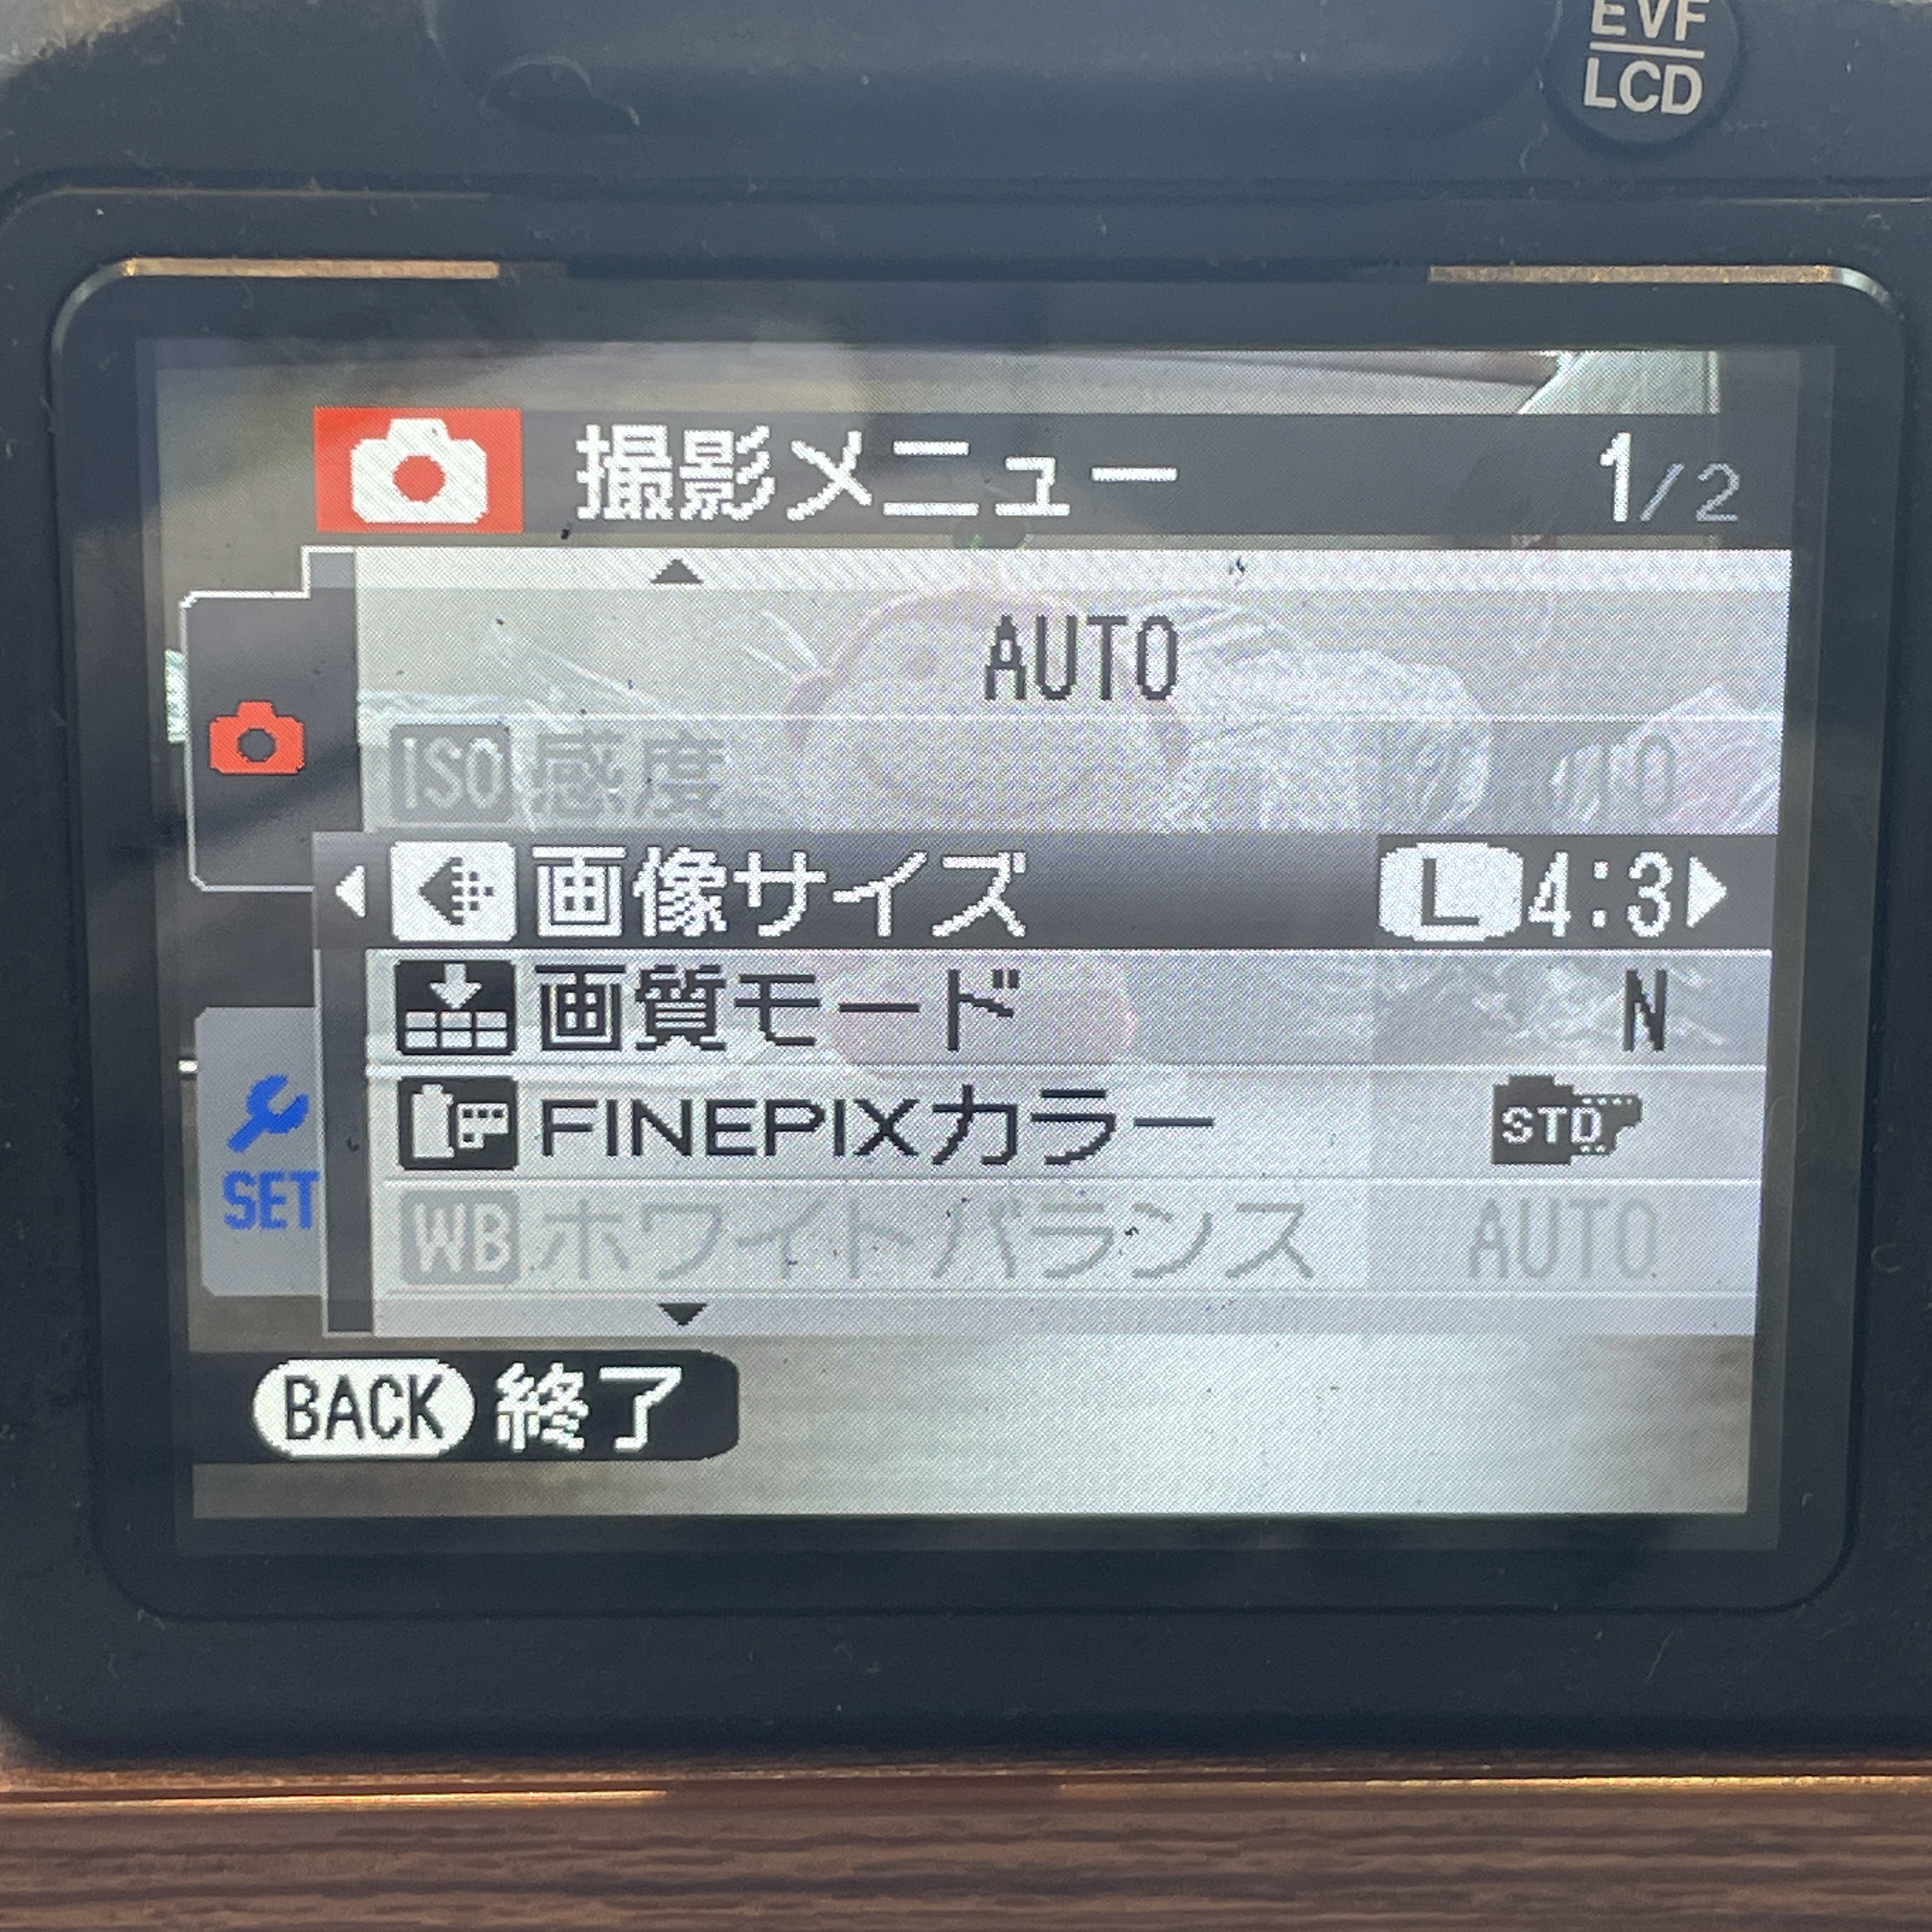 EVF
LCD
撮影メニュー 1/2
AUTO
ISO 感度 AUTO
画像サイズ L 4:3
画質モード N
FINEPIXカラー STD
WB ホワイトバランス AUTO
SET
BACK 終了